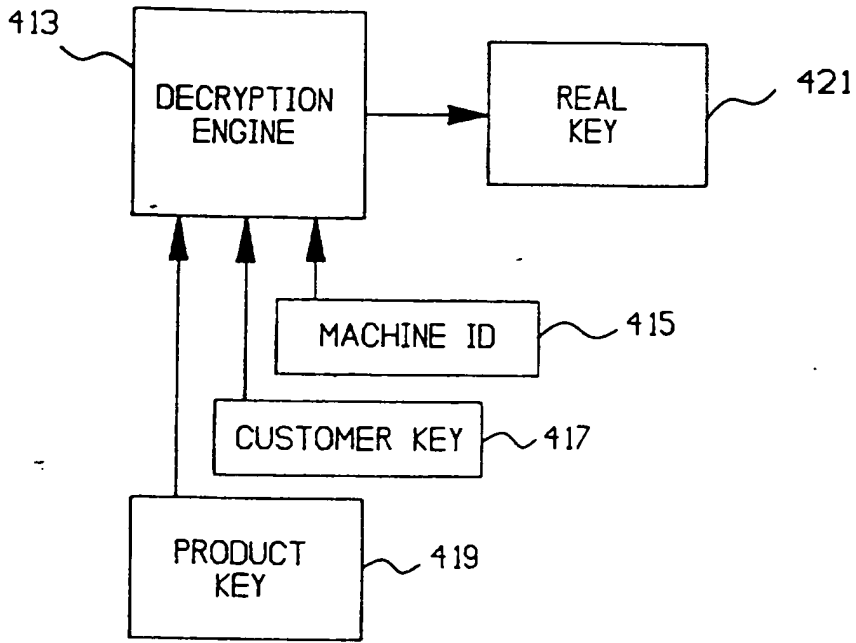 413
DECRYPTION
ENGINE
REAL
KEY
421
MACHINE ID
415
CUSTOMER KEY
417
PRODUCT
KEY
419